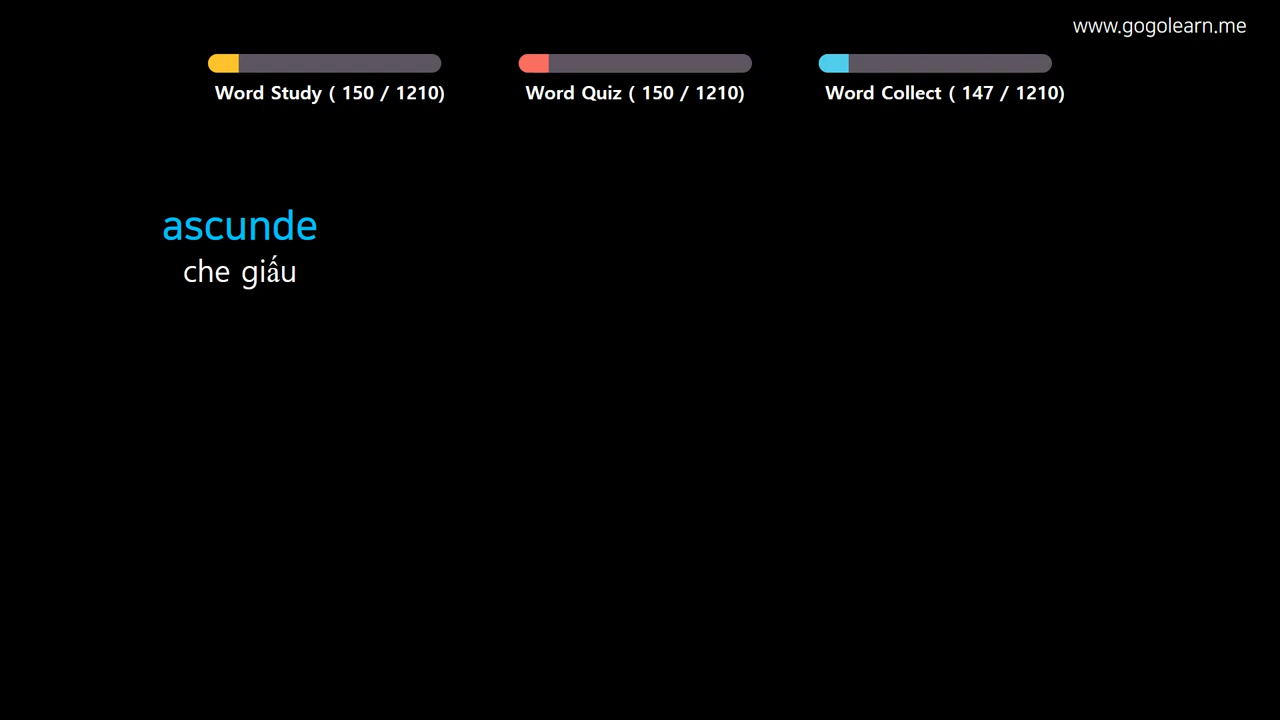 www.gogolearn.me
Word Study ( 150 / 1210)
Word Quiz ( 150 / 1210)
Word Collect ( 147 / 1210)
ascunde
che giấu